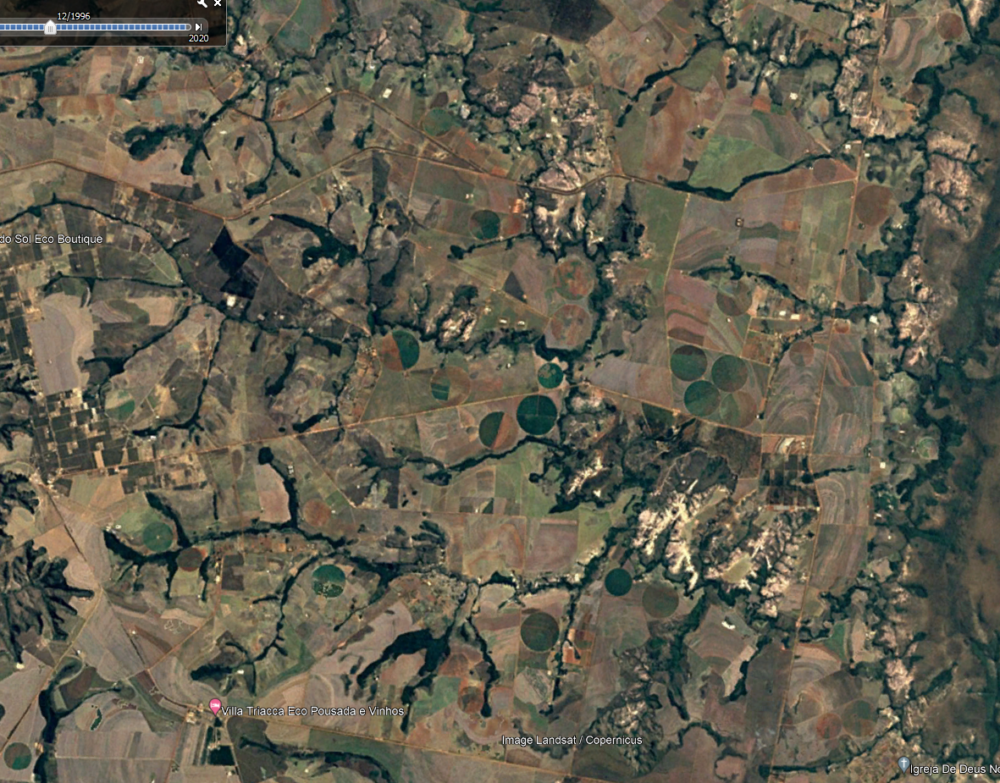 12/1996
2020
do Sol Eco Boutique
Villa Triacca Eco Pousada e Vinhos
Image Landsat / Copernicus
Igreja De Deus No